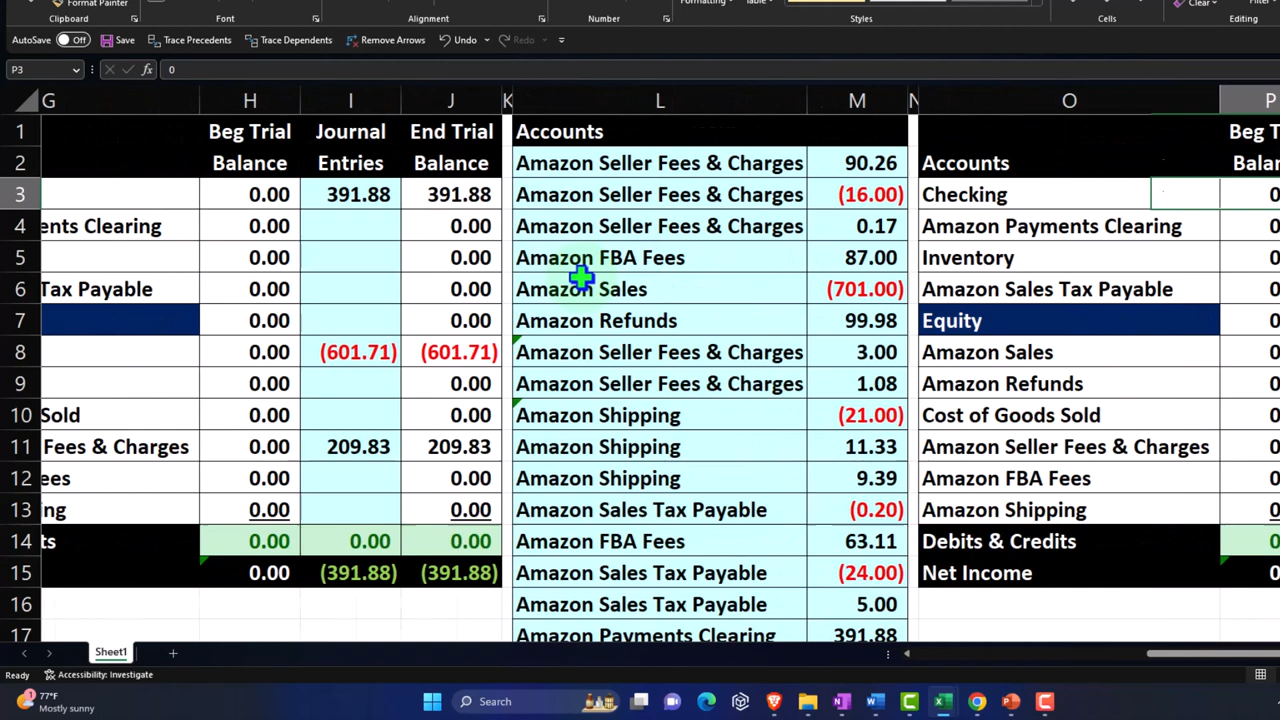 Format Painter
Formatting
Table
Clear
Filter
Clipboard
Font
Alignment
Number
Styles
Cells
Editing
AutoSave Off Save Trace Precedents Trace Dependents Remove Arrows Undo Redo
P3 fx 0
G H I J K L M N O P
1 Beg Trial Journal End Trial Accounts Beg T
2 Balance Entries Balance Amazon Seller Fees & Charges 90.26 Accounts Balan
3 0.00 391.88 391.88 Amazon Seller Fees & Charges (16.00) Checking 0
4 ents Clearing 0.00 0.00 Amazon Seller Fees & Charges 0.17 Amazon Payments Clearing 0
5 0.00 0.00 Amazon FBA Fees 87.00 Inventory 0
6 Tax Payable 0.00 0.00 Amazon Sales (701.00) Amazon Sales Tax Payable 0
7 0.00 0.00 Amazon Refunds 99.98 Equity 0
8 0.00 (601.71) (601.71) Amazon Seller Fees & Charges 3.00 Amazon Sales 0
9 0.00 0.00 Amazon Seller Fees & Charges 1.08 Amazon Refunds 0
10 Sold 0.00 0.00 Amazon Shipping (21.00) Cost of Goods Sold 0
11 Fees & Charges 0.00 209.83 209.83 Amazon Shipping 11.33 Amazon Seller Fees & Charges 0
12 ees 0.00 0.00 Amazon Shipping 9.39 Amazon FBA Fees 0
13 ng 0.00 0.00 Amazon Sales Tax Payable (0.20) Amazon Shipping 0
14 ts 0.00 0.00 0.00 Amazon FBA Fees 63.11 Debits & Credits 0
15 0.00 (391.88) (391.88) Amazon Sales Tax Payable (24.00) Net Income 0
16 Amazon Sales Tax Payable 5.00
17 Amazon Payments Clearing 391.88
Sheet1
Ready Accessibility: Investigate
77°F
Mostly sunny
1
Search